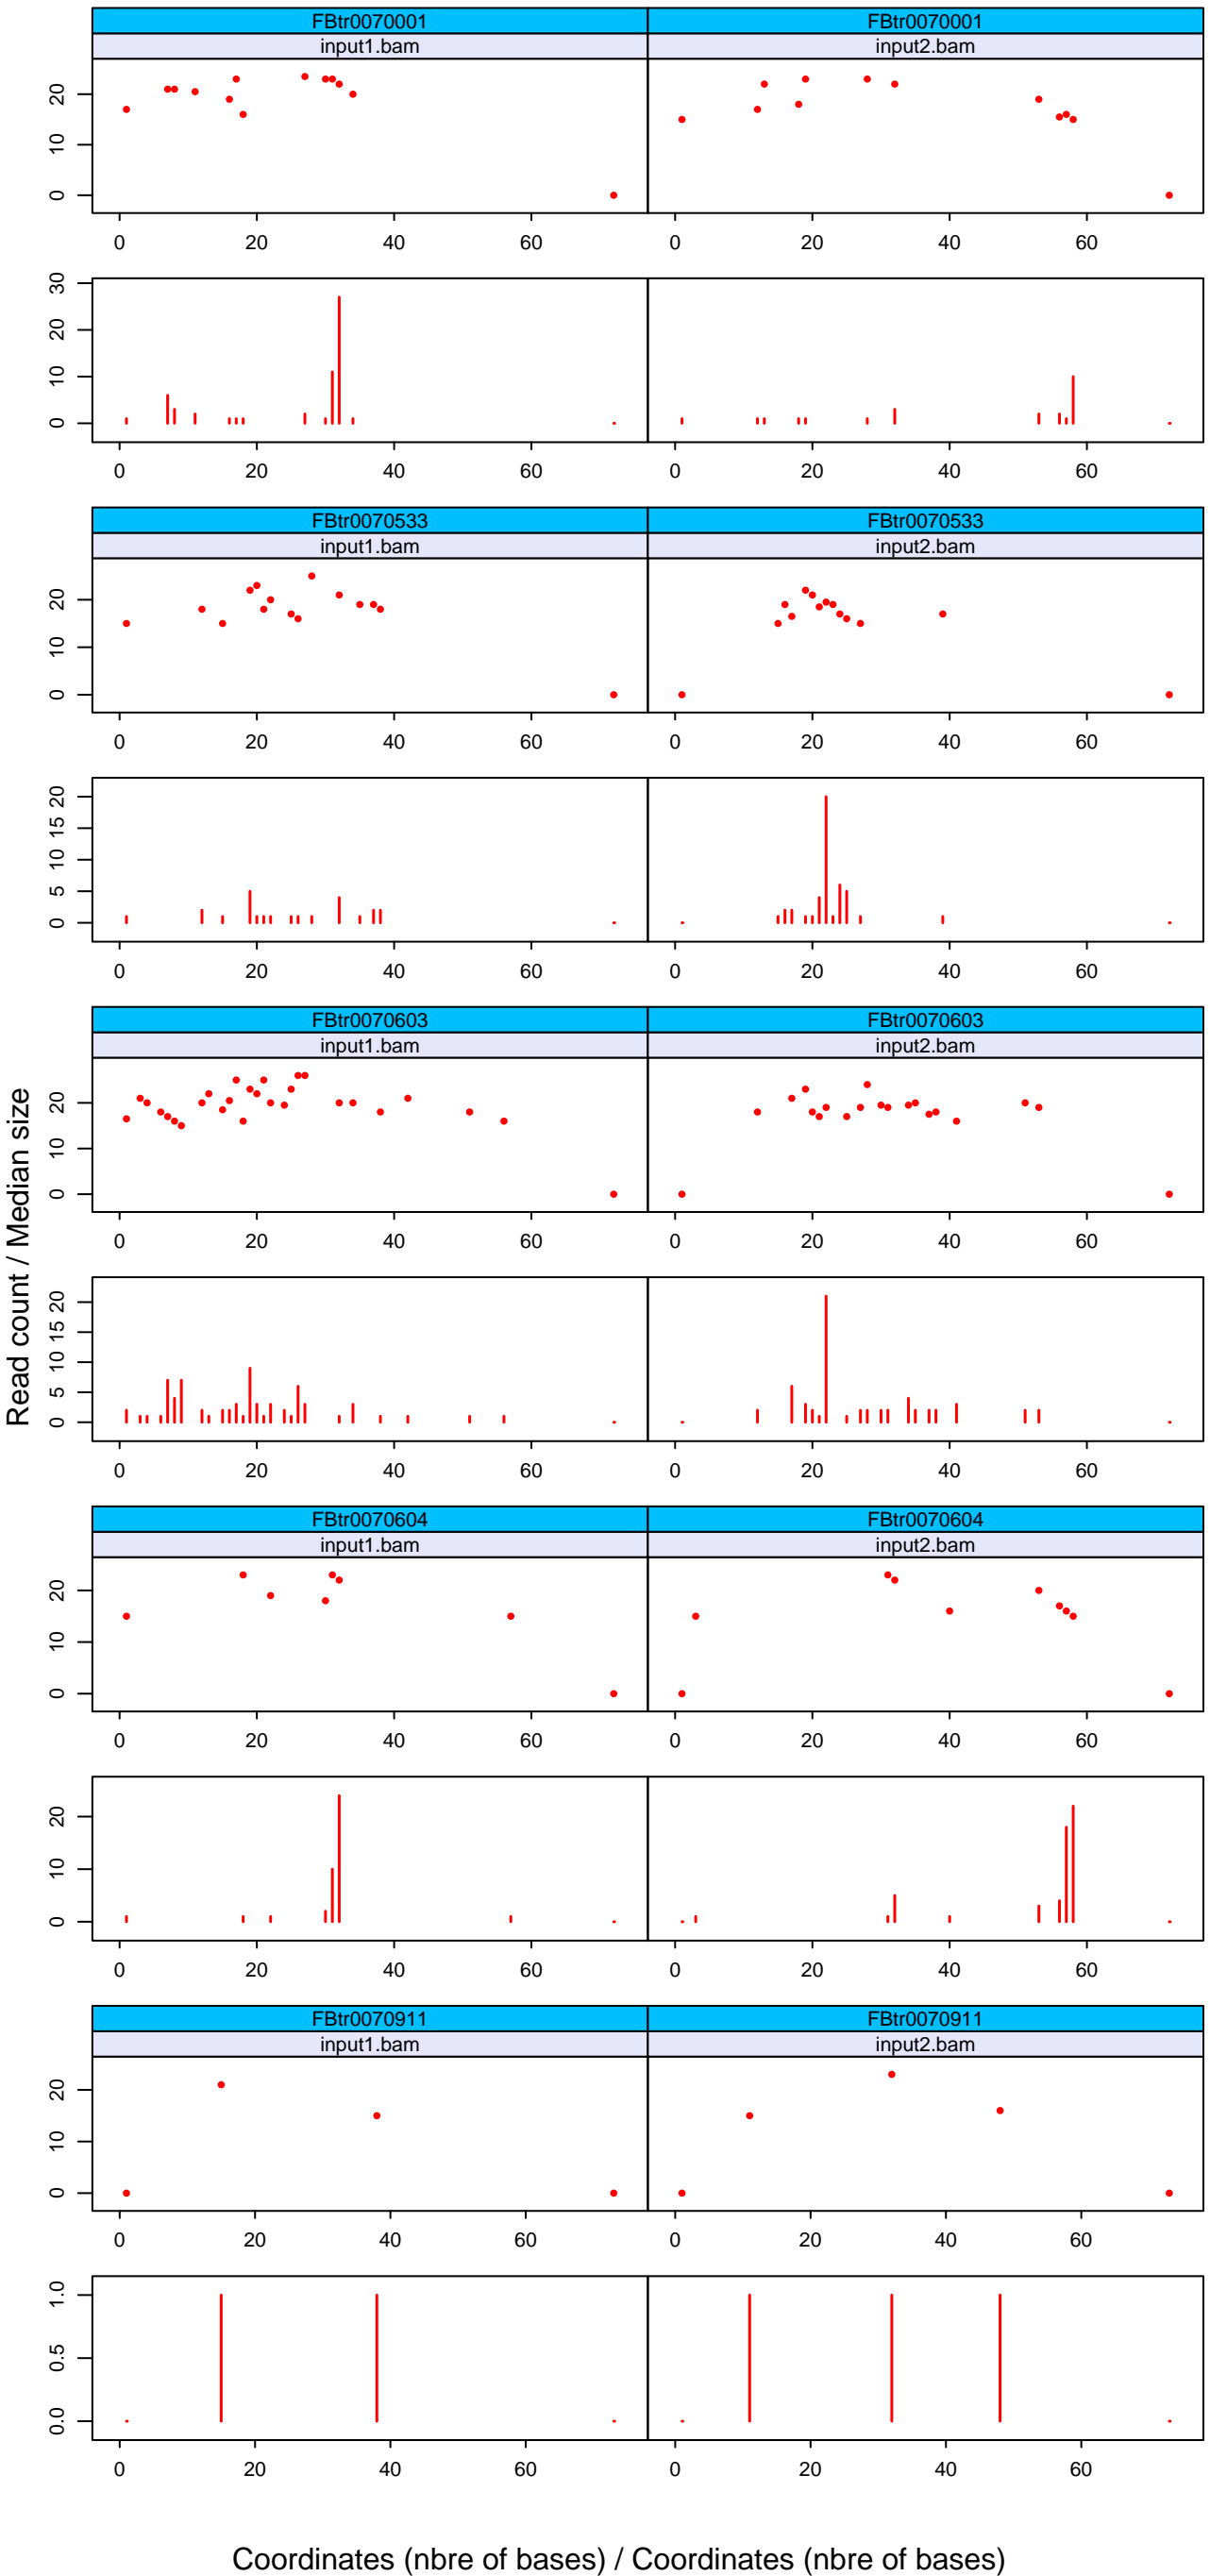 FBtr0070001 FBtr0070001
input1.bam input2.bam
0 10 20
0 20 40 60 0 20 40 60
0 10 20 30
0 20 40 60 0 20 40 60
FBtr0070533 FBtr0070533
input1.bam input2.bam
0 10 20
0 20 40 60 0 20 40 60
0 5 10 15 20
0 20 40 60 0 20 40 60
FBtr0070603 FBtr0070603
input1.bam input2.bam
0 10 20
0 20 40 60 0 20 40 60
Read count / Median size
0 5 10 15 20
0 20 40 60 0 20 40 60
FBtr0070604 FBtr0070604
input1.bam input2.bam
0 10 20
0 20 40 60 0 20 40 60
0 10 20
0 20 40 60 0 20 40 60
FBtr0070911 FBtr0070911
input1.bam input2.bam
0 10 20
0 20 40 60 0 20 40 60
0.0 0.5 1.0
0 20 40 60 0 20 40 60
Coordinates (nbre of bases) / Coordinates (nbre of bases)